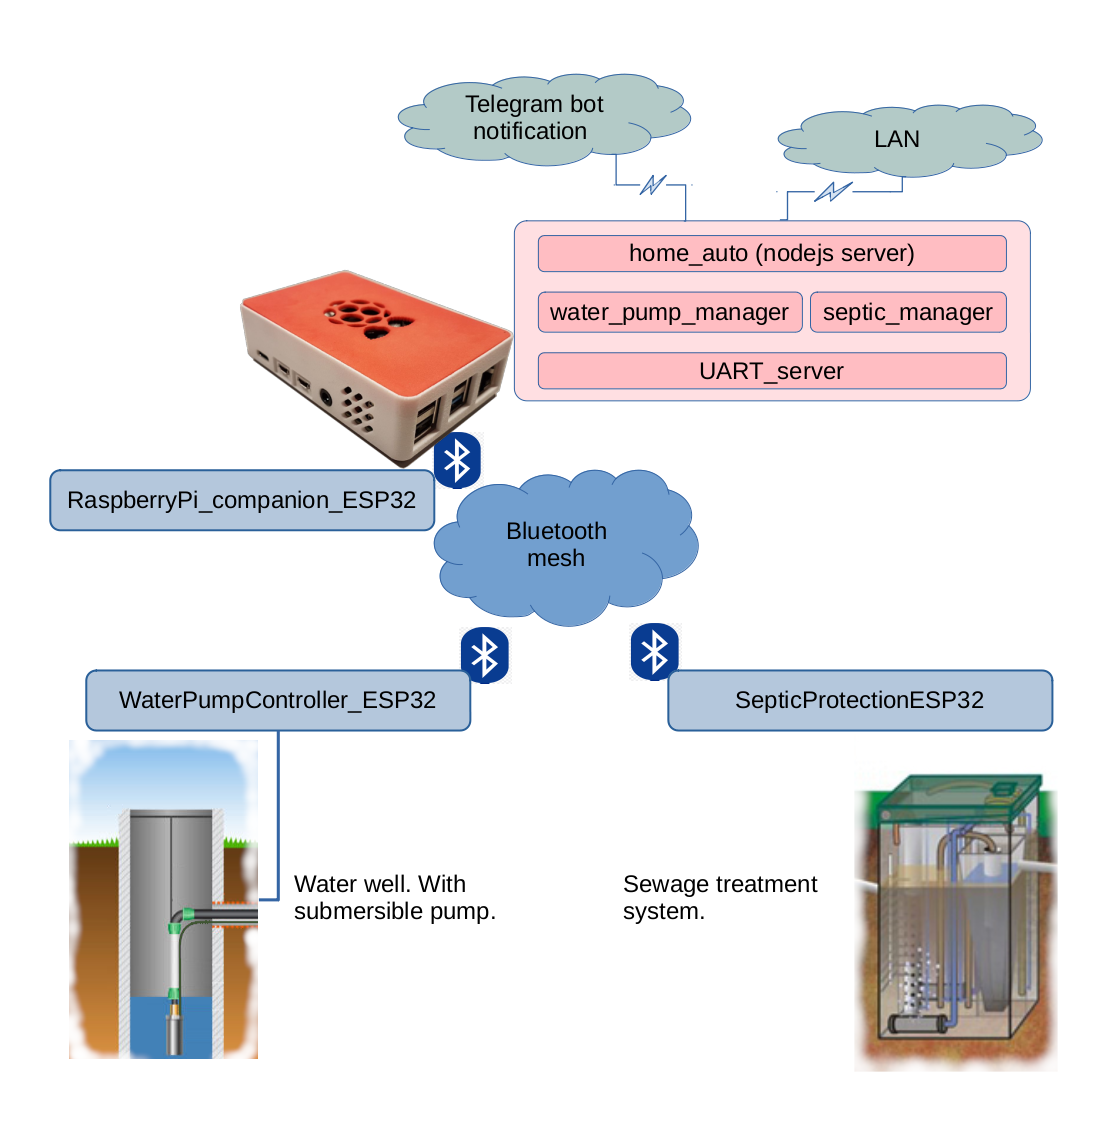 Telegram bot
notification
LAN
home_auto (nodejs server)
water_pump_manager
septic_manager
UART_server
RaspberryPi_companion_ESP32
Bluetooth
mesh
WaterPumpController_ESP32
SepticProtectionESP32
Water well. With
submersible pump.
Sewage treatment
system.